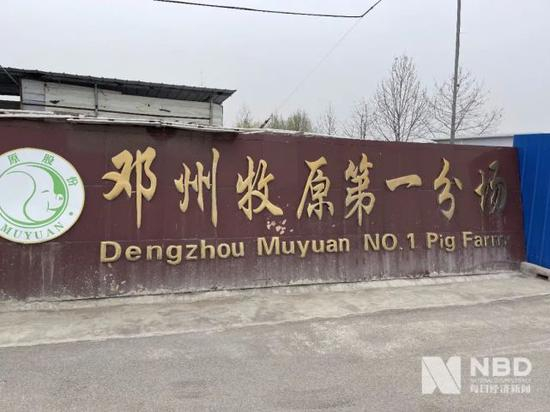 原股份
MUYUAN
邓州牧原第一分场
Dengzhou Muyuan NO.1 Pig Farm
NBD
每日经济新闻